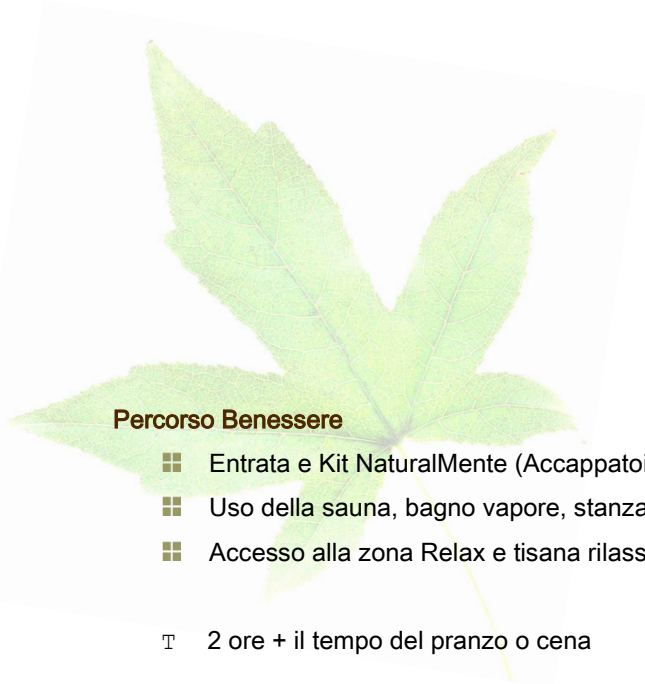 Percorso Benessere
Entrata e Kit NaturalMente (Accappatoi
Uso della sauna, bagno vapore, stanza
Accesso alla zona Relax e tisana rilass
T 2 ore + il tempo del pranzo o cena